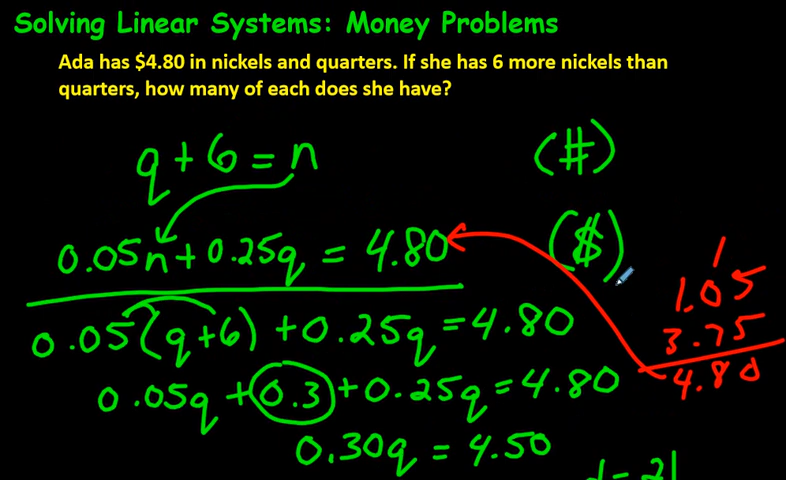 Solving Linear Systems: Money Problems
Ada has $4.80 in nickels and quarters. If she has 6 more nickels than
quarters, how many of each does she have?
q + 6 = n (#)
0.05n + 0.25q = 4.80 ($)
0.05(q+6) + 0.25q = 4.80
0.05q + 0.3 + 0.25q = 4.80
0.30q = 4.50
1
1.05
3.75
4.80
= 21